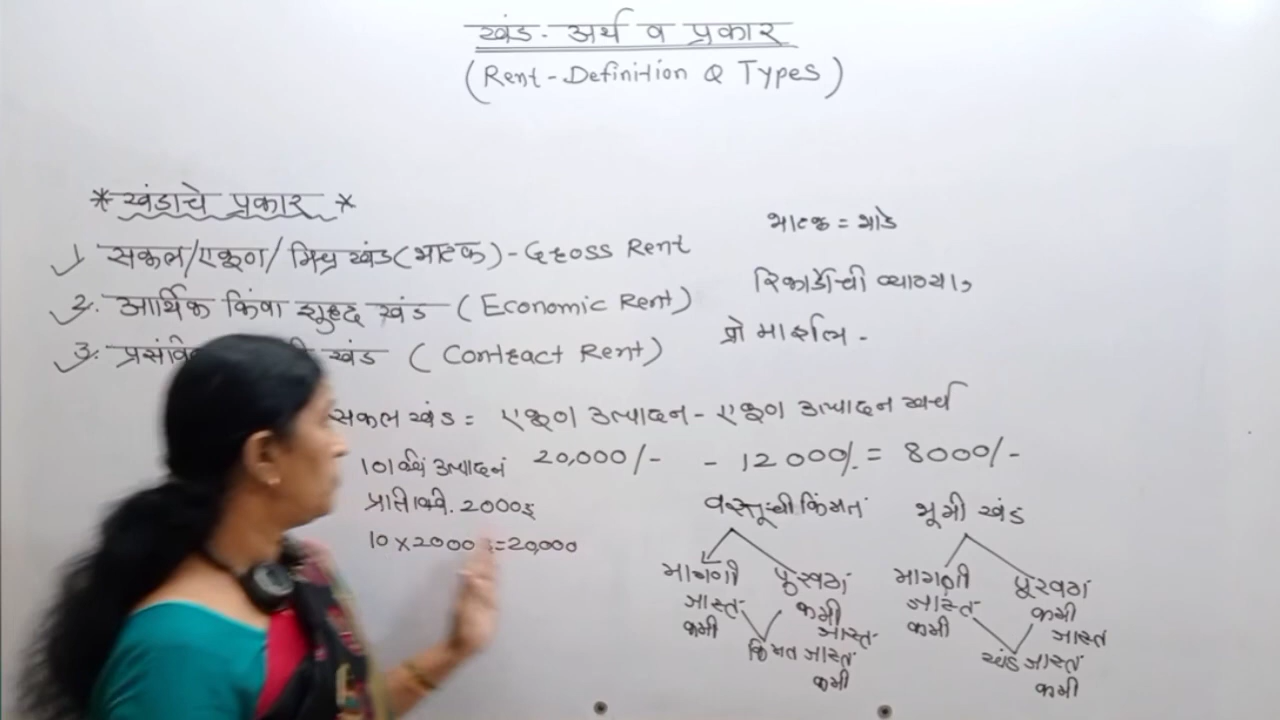 खंड - अर्थ व प्रकार
(Rent - Definition & Types)
* खंडाचे प्रकार *
1. सकल/एकूण/मिश्र खंड (भाटक) - Gross Rent
2. आर्थिक किंवा शुद्ध खंड (Economic Rent)
3. खंड (Contract Rent)
भाटक = भाडे
रिकार्डोची व्याख्या,
प्रो मार्शल -
सकल खंड = एकूण उत्पादन - एकूण उत्पादन खर्च
20,000/- - 12000/- = 8000/-
10 क्विं उत्पादन
प्रति क्विं. 2000रु
10 x 2000 = 20,000
वस्तूची किंमत
मागणी पुरवठा
जास्त कमी
कमी जास्त
किंमत जास्त
कमी
भूमी खंड
मागणी पुरवठा
जास्त कमी
कमी जास्त
खंड जास्त
कमी